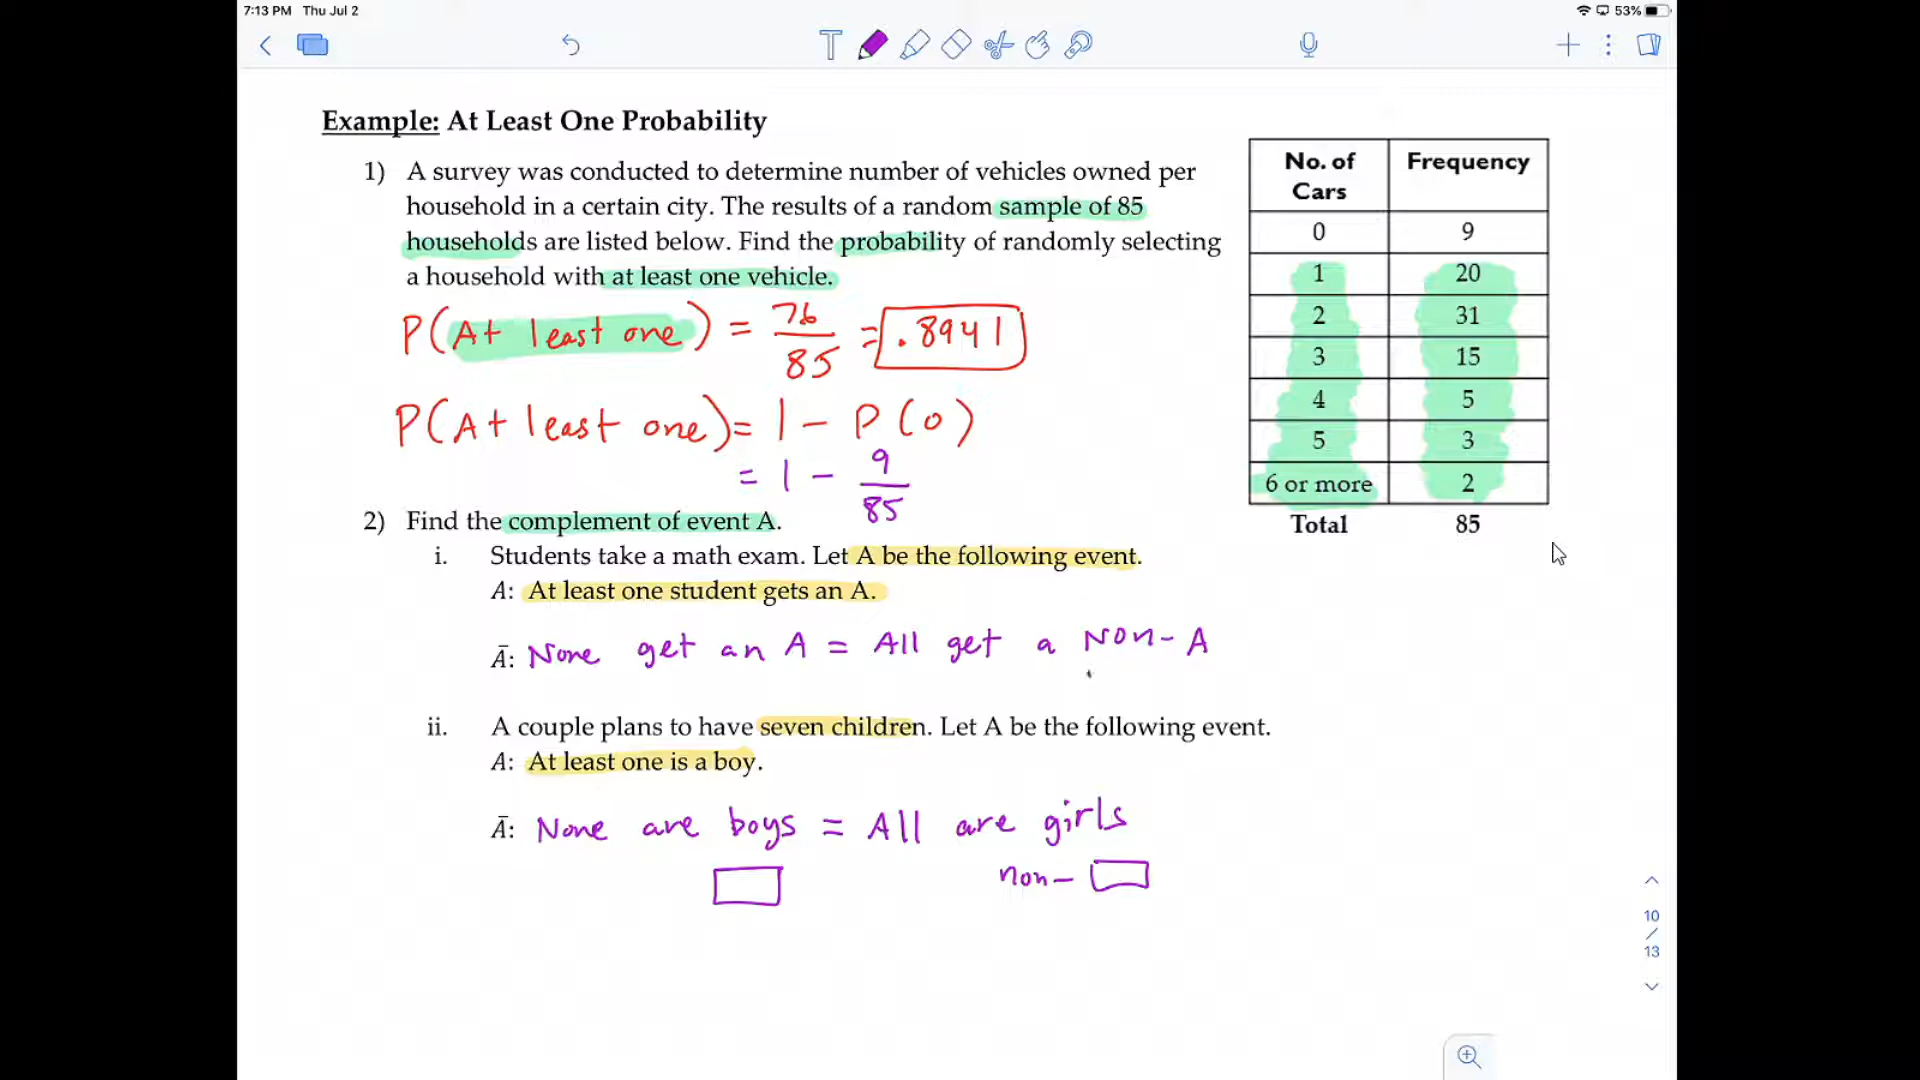 7:13 PM Thu Jul 2
53%
Example: At Least One Probability
1) A survey was conducted to determine number of vehicles owned per
household in a certain city. The results of a random sample of 85
households are listed below. Find the probability of randomly selecting
a household with at least one vehicle.
P(At least one) = 76/85 = .8941
P(At least one) = 1 - P(0)
= 1 - 9/85
No. of Cars Frequency
0 9
1 20
2 31
3 15
4 5
5 3
6 or more 2
Total 85
2) Find the complement of event A.
i. Students take a math exam. Let A be the following event.
A: At least one student gets an A.
Ā: None get an A = All get a Non-A
ii. A couple plans to have seven children. Let A be the following event.
A: At least one is a boy.
Ā: None are boys = All are girls
non-
10
/
13